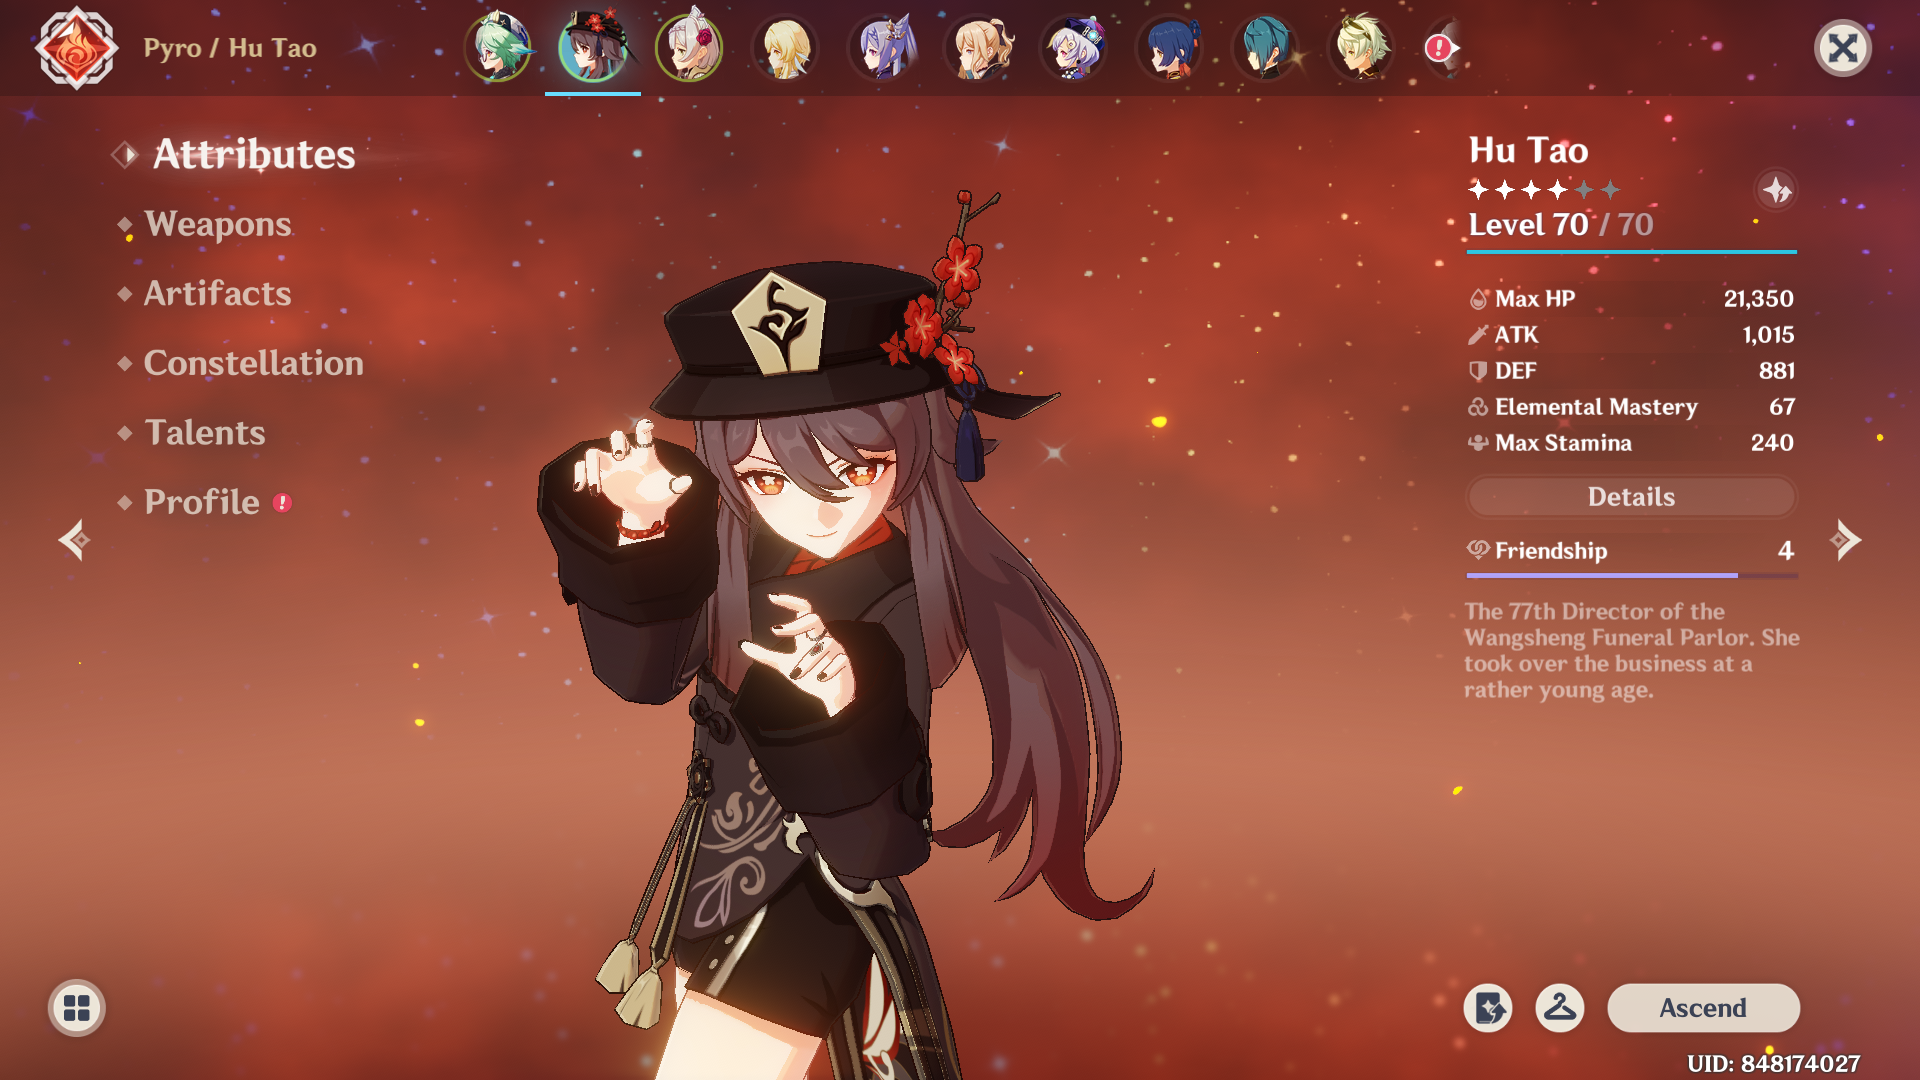 Pyro / Hu Tao
Attributes
Weapons
Artifacts
Constellation
Talents
Profile
Hu Tao
Level 70 / 70
Max HP 21,350
ATK 1,015
DEF 881
Elemental Mastery 67
Max Stamina 240
Details
Friendship 4
The 77th Director of the
Wangsheng Funeral Parlor. She
took over the business at a
rather young age.
Ascend
UID: 848174027